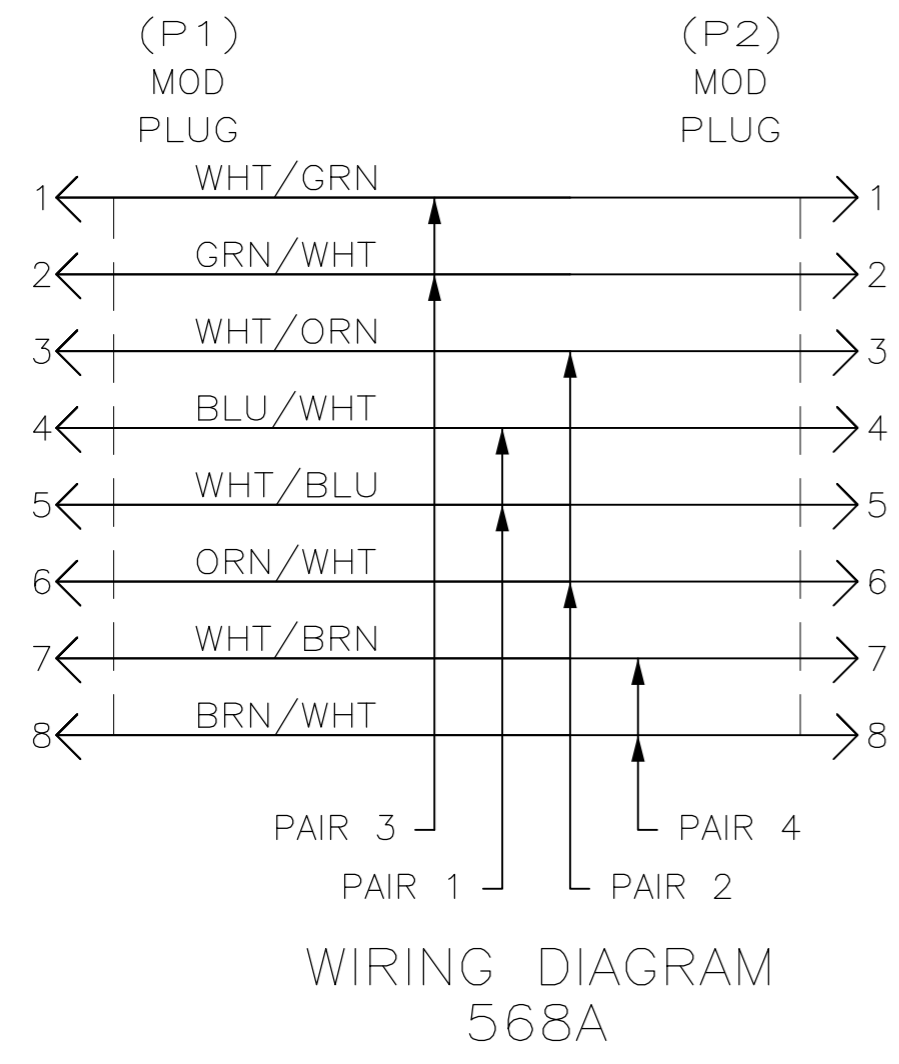 (P1) (P2)
MOD MOD
PLUG PLUG
1 WHT/GRN 1
2 GRN/WHT 2
3 WHT/ORN 3
4 BLU/WHT 4
5 WHT/BLU 5
6 ORN/WHT 6
7 WHT/BRN 7
8 BRN/WHT 8
PAIR 3 PAIR 4
PAIR 1 PAIR 2
WIRING DIAGRAM
568A